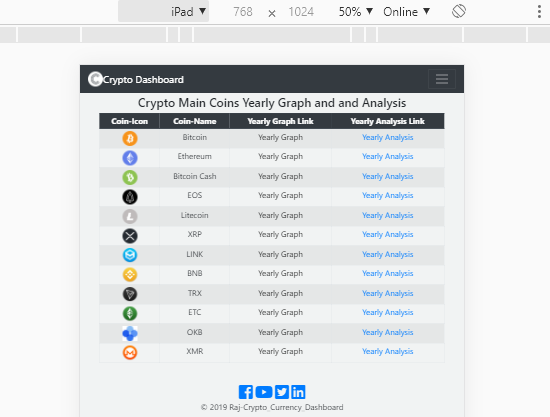 iPad ▼ 768 × 1024 50% ▼ Online ▼
Crypto Dashboard
Crypto Main Coins Yearly Graph and and Analysis
Coin-Icon Coin-Name Yearly Graph Link Yearly Analysis Link
Bitcoin Yearly Graph Yearly Analysis
Ethereum Yearly Graph Yearly Analysis
Bitcoin Cash Yearly Graph Yearly Analysis
EOS Yearly Graph Yearly Analysis
Litecoin Yearly Graph Yearly Analysis
XRP Yearly Graph Yearly Analysis
LINK Yearly Graph Yearly Analysis
BNB Yearly Graph Yearly Analysis
TRX Yearly Graph Yearly Analysis
ETC Yearly Graph Yearly Analysis
OKB Yearly Graph Yearly Analysis
XMR Yearly Graph Yearly Analysis
© 2019 Raj-Crypto_Currency_Dashboard